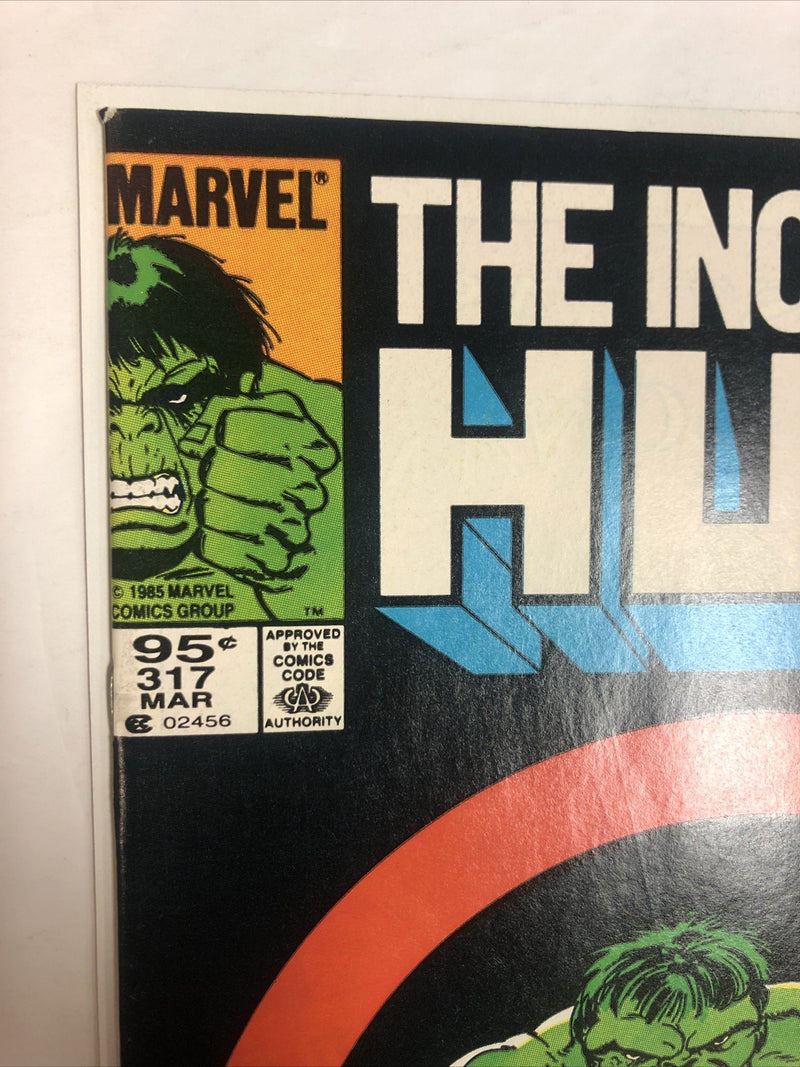 MARVEL®
THE INC
HU
© 1985 MARVEL
COMICS GROUP
TM
95¢
317
MAR
02456
APPROVED
BY THE
COMICS
CODE
CA
AUTHORITY